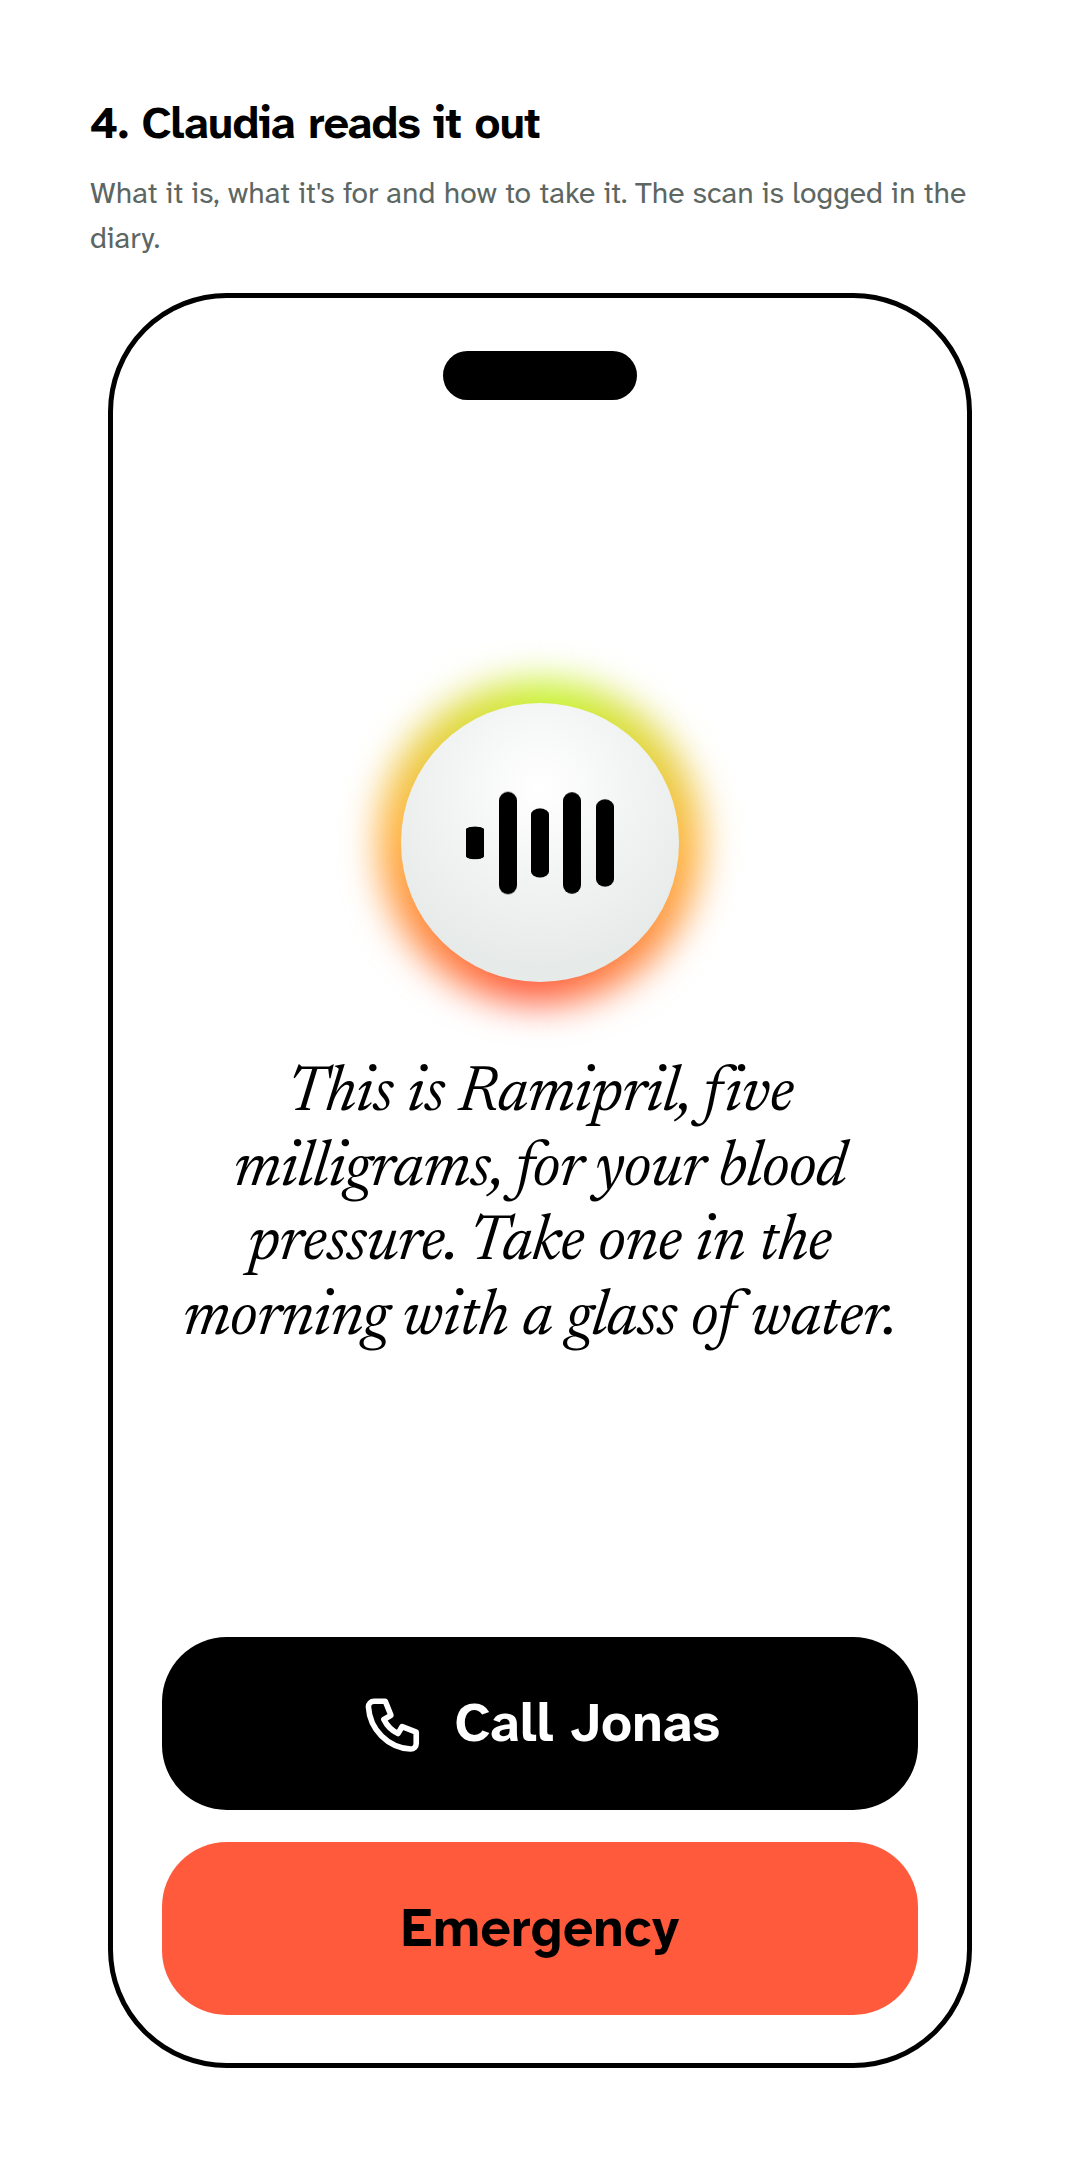 4. Claudia reads it out
What it is, what it's for and how to take it. The scan is logged in the
diary.
This is Ramipril, five
milligrams, for your blood
pressure. Take one in the
morning with a glass of water.
Call Jonas
Emergency